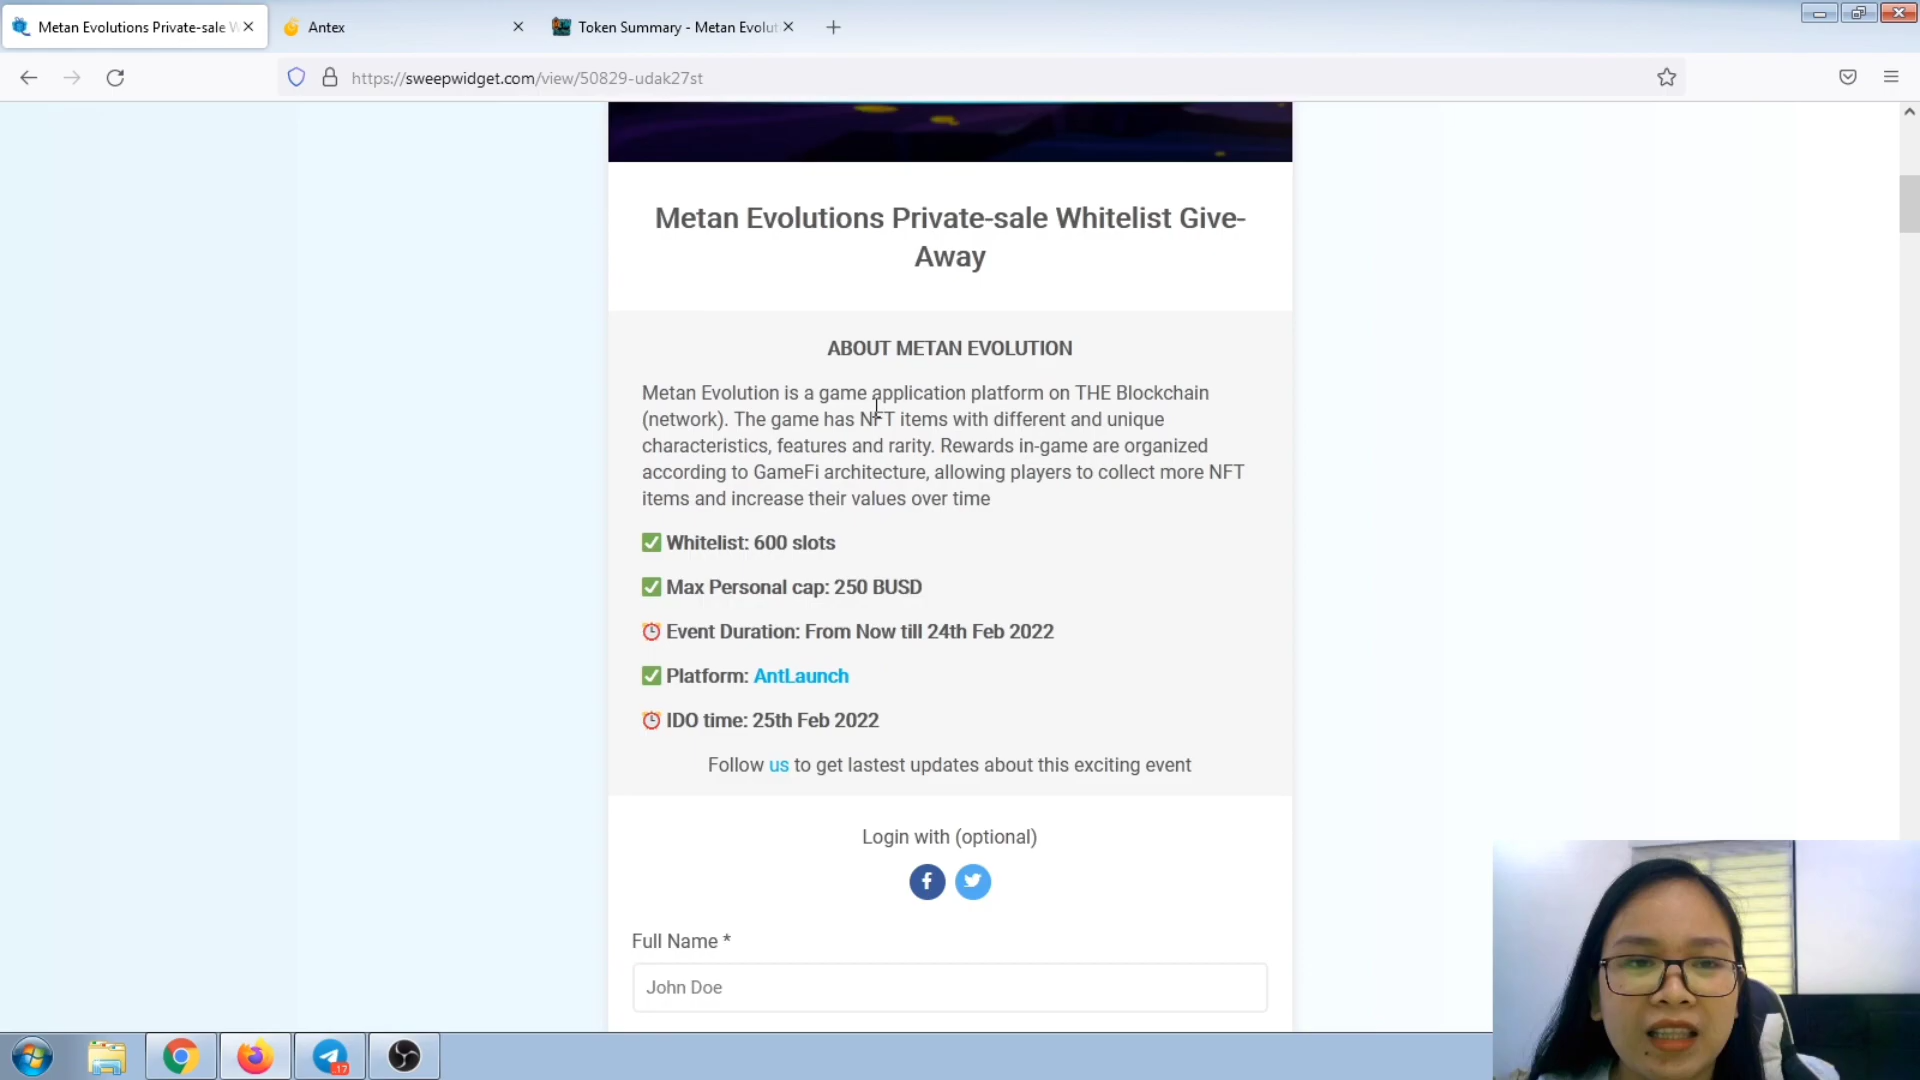 Metan Evolutions Private-sale W
Antex
Token Summary - Metan Evolut
https://sweepwidget.com/view/50829-udak27st
Metan Evolutions Private-sale Whitelist Give-
Away
ABOUT METAN EVOLUTION
Metan Evolution is a game application platform on THE Blockchain
(network). The game has NFT items with different and unique
characteristics, features and rarity. Rewards in-game are organized
according to GameFi architecture, allowing players to collect more NFT
items and increase their values over time
✅ Whitelist: 600 slots
✅ Max Personal cap: 250 BUSD
⏰ Event Duration: From Now till 24th Feb 2022
✅ Platform: AntLaunch
⏰ IDO time: 25th Feb 2022
Follow us to get lastest updates about this exciting event
Login with (optional)
Full Name *
John Doe
17